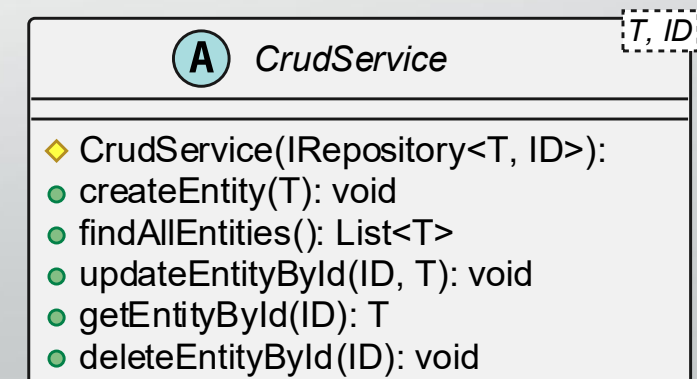 T, ID
A CrudService
CrudService(IRepository<T, ID>):
createEntity(T): void
findAllEntities(): List<T>
updateEntityById(ID, T): void
getEntityById(ID): T
deleteEntityById(ID): void